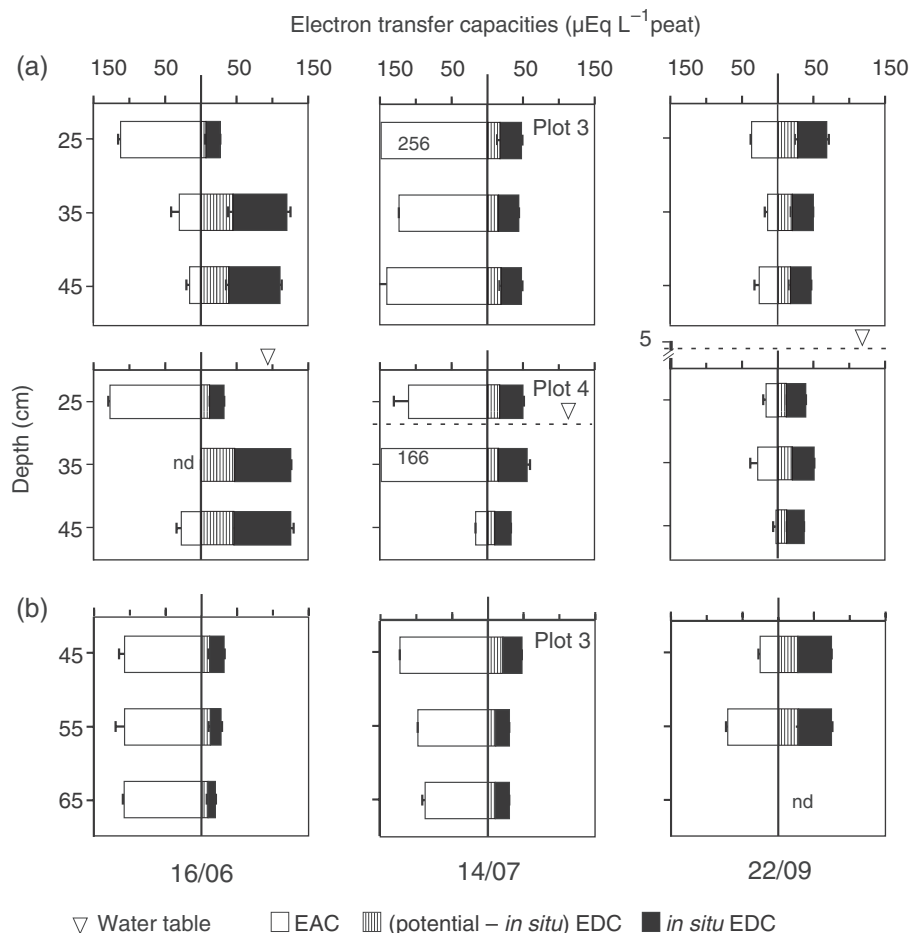 Electron transfer capacities (µEq L⁻¹ peat)
(a)
150 50 50 150 150 50 50 150 150 50 50 150
25 256 Plot 3
35
45
5
Depth (cm)
25 Plot 4
35 nd 166
45
(b)
45 Plot 3
55
65 nd
16/06 14/07 22/09
▽ Water table EAC (potential – in situ) EDC in situ EDC